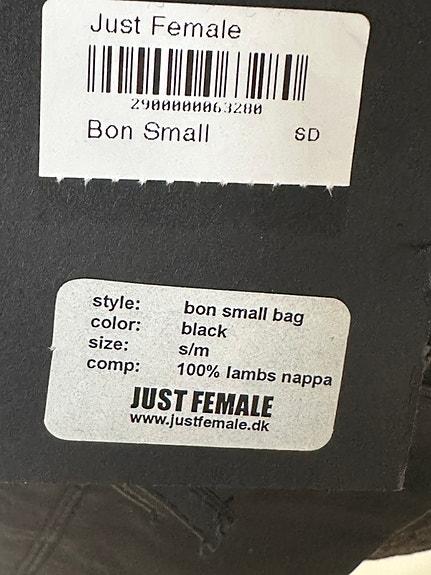 Just Female
2900000063280
Bon Small SD
style: bon small bag
color: black
size: s/m
comp: 100% lambs nappa
JUST FEMALE
www.justfemale.dk